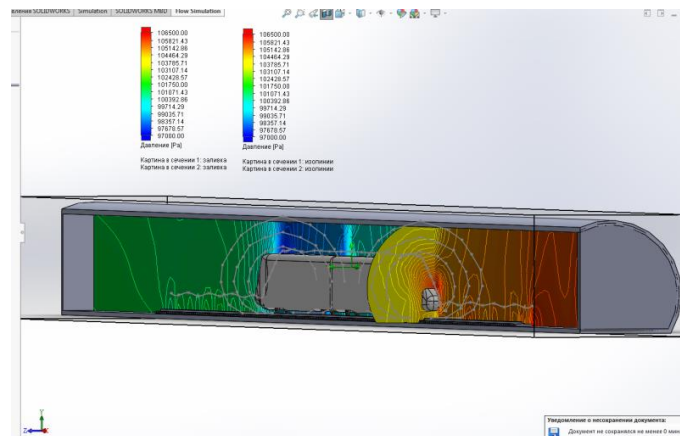 вления SOLIDWORKS Simulation SOLIDWORKS MBD Flow Simulation
106500.00
105821.43
105142.86
104464.29
103785.71
103107.14
102428.57
101750.00
101071.43
100392.86
99714.29
99035.71
98357.14
97678.57
97000.00
Давление [Pa]
Картина в сечении 1: заливка
Картина в сечении 2: заливка
106500.00
105821.43
105142.86
104464.29
103785.71
103107.14
102428.57
101750.00
101071.43
100392.86
99714.29
99035.71
98357.14
97678.57
97000.00
Давление [Pa]
Картина в сечении 1: изолинии
Картина в сечении 2: изолинии
Y
Z
Уведомление о несохранении документа:
Документ не сохранялся не менее 0 мин